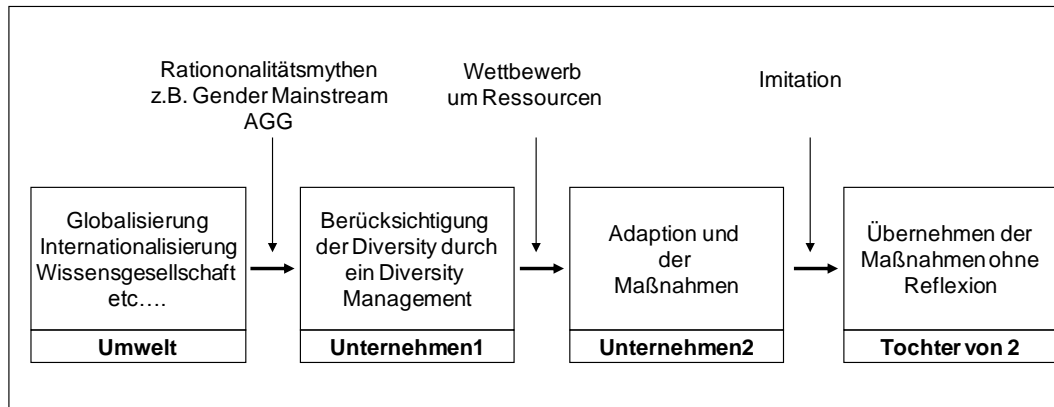 Rationonalitätsmythen
z.B. Gender Mainstream
AGG
Wettbewerb
um Ressourcen
Imitation
Globalisierung
Internationalisierung
Wissensgesellschaft
etc….
Umwelt
Berücksichtigung
der Diversity durch
ein Diversity
Management
Unternehmen1
Adaption und
der
Maßnahmen
Unternehmen2
Übernehmen der
Maßnahmen ohne
Reflexion
Tochter von 2